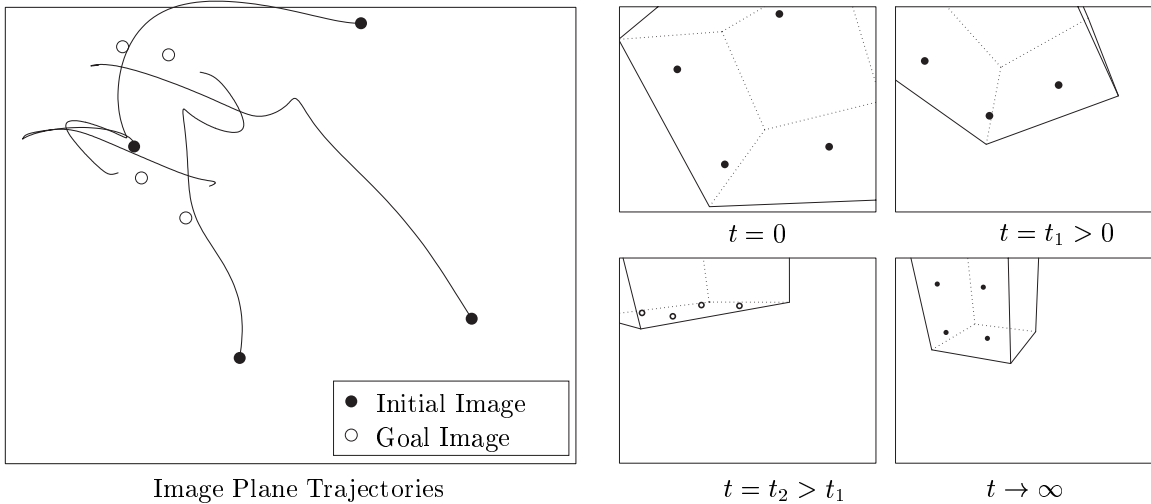 Initial Image
Goal Image
Image Plane Trajectories
t = 0
t = t₁ > 0
t = t₂ > t₁
t → ∞